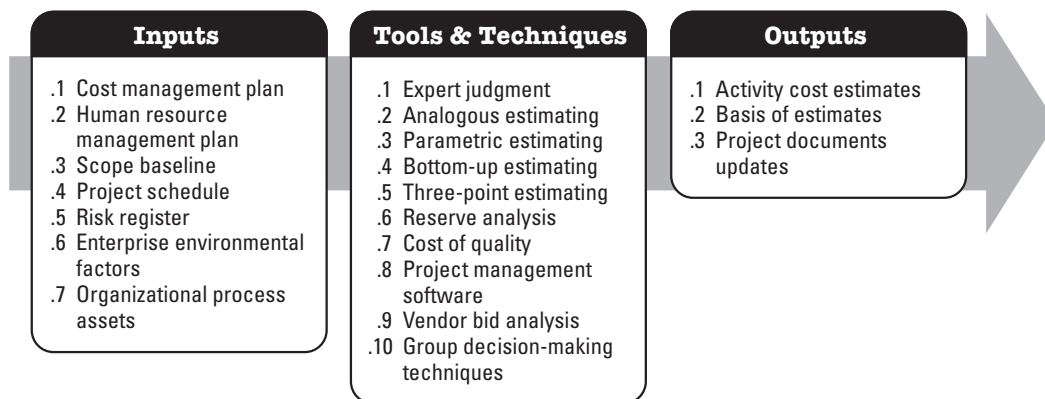 Inputs
.1 Cost management plan
.2 Human resource
management plan
.3 Scope baseline
.4 Project schedule
.5 Risk register
.6 Enterprise environmental
factors
.7 Organizational process
assets
Tools & Techniques
.1 Expert judgment
.2 Analogous estimating
.3 Parametric estimating
.4 Bottom-up estimating
.5 Three-point estimating
.6 Reserve analysis
.7 Cost of quality
.8 Project management
software
.9 Vendor bid analysis
.10 Group decision-making
techniques
Outputs
.1 Activity cost estimates
.2 Basis of estimates
.3 Project documents
updates